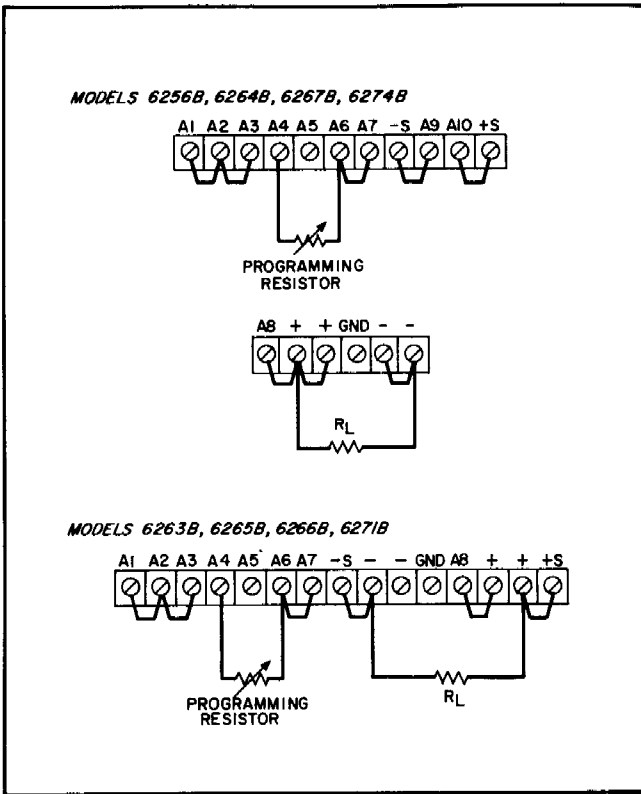 MODELS 6256B, 6264B, 6267B, 6274B
A1 A2 A3 A4 A5 A6 A7 -S A9 A10 +S
PROGRAMMING
RESISTOR
A8 + + GND - -
RL
MODELS 6263B, 6265B, 6266B, 6271B
A1 A2 A3 A4 A5 A6 A7 -S - - GND A8 + + +S
PROGRAMMING
RESISTOR
RL